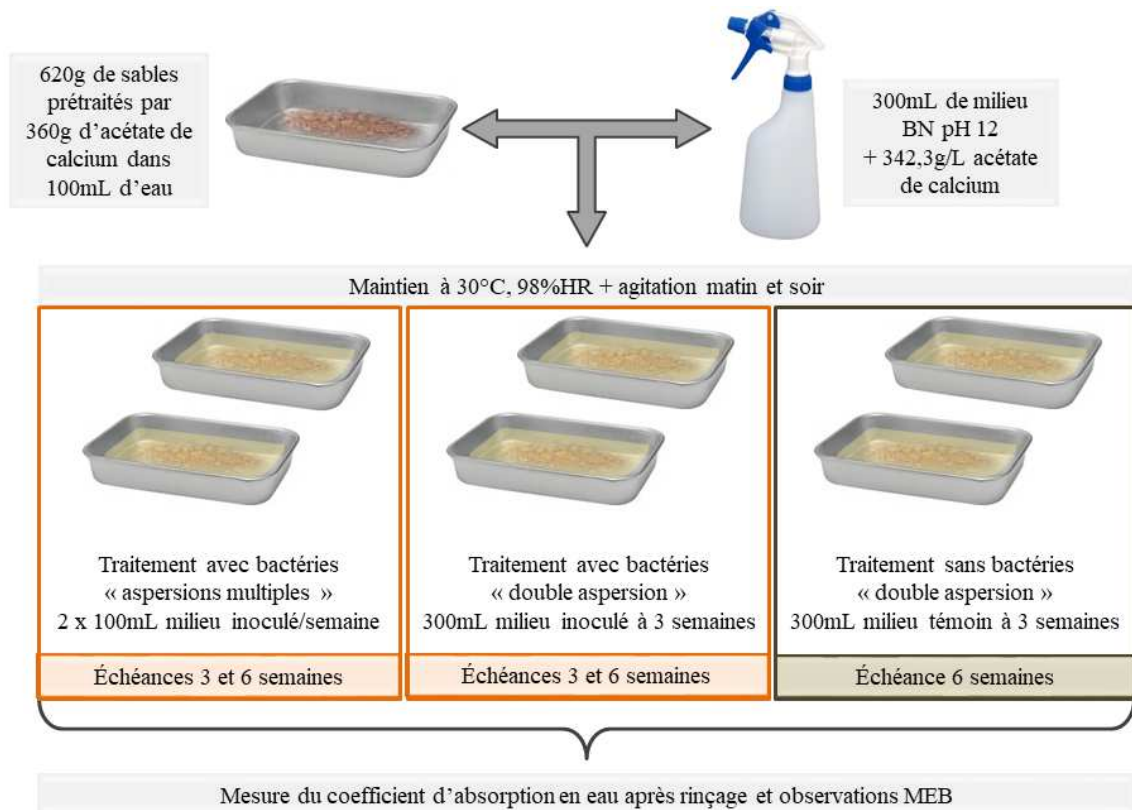 620g de sables
prétraités par
360g d'acétate de
calcium dans
100mL d'eau
300mL de milieu
BN pH 12
+ 342,3g/L acétate
de calcium
Maintien à 30°C, 98%HR + agitation matin et soir
Traitement avec bactéries
« aspersions multiples »
2 x 100mL milieu inoculé/semaine
Échéances 3 et 6 semaines
Traitement avec bactéries
« double aspersion »
300mL milieu inoculé à 3 semaines
Échéances 3 et 6 semaines
Traitement sans bactéries
« double aspersion »
300mL milieu témoin à 3 semaines
Échéance 6 semaines
Mesure du coefficient d'absorption en eau après rinçage et observations MEB